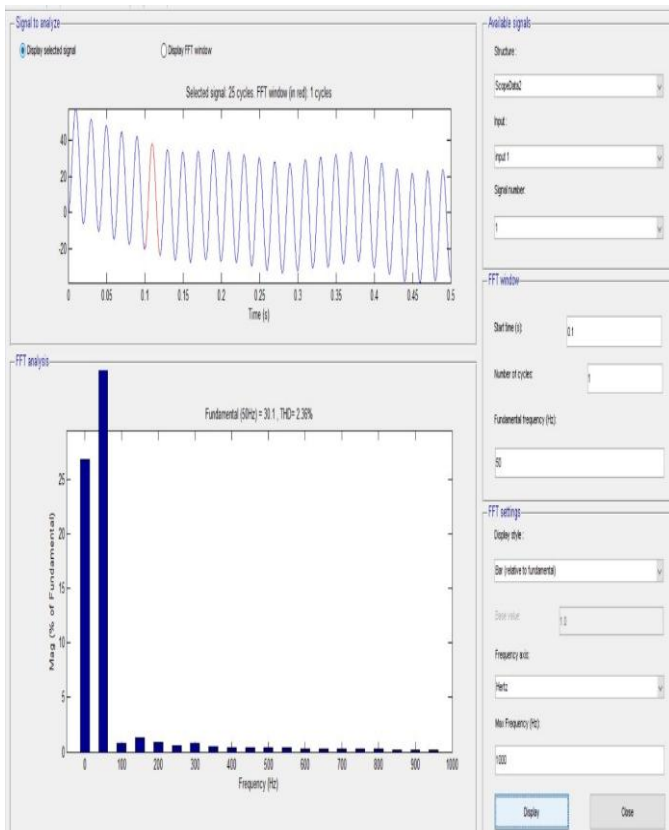 Signal to analyze
Display selected signal
Display FFT window
Selected signal: 25 cycles. FFT window (in red): 1 cycles
40
20
0
-20
0 0.05 0.1 0.15 0.2 0.25 0.3 0.35 0.4 0.45 0.5
Time (s)
FFT analysis
Fundamental (50Hz) = 30.1 , THD= 2.36%
25
20
15
10
5
0
Mag (% of Fundamental)
0 100 200 300 400 500 600 700 800 900 1000
Frequency (Hz)
Available signals
Structure :
ScopeData2
Input :
input 1
Signal number:
1
FFT window
Start time (s):
0.1
Number of cycles:
1
Fundamental frequency (Hz):
50
FFT settings
Display style :
Bar (relative to fundamental)
Base value:
1.0
Frequency axis:
Hertz
Max Frequency (Hz):
1000
Display
Close